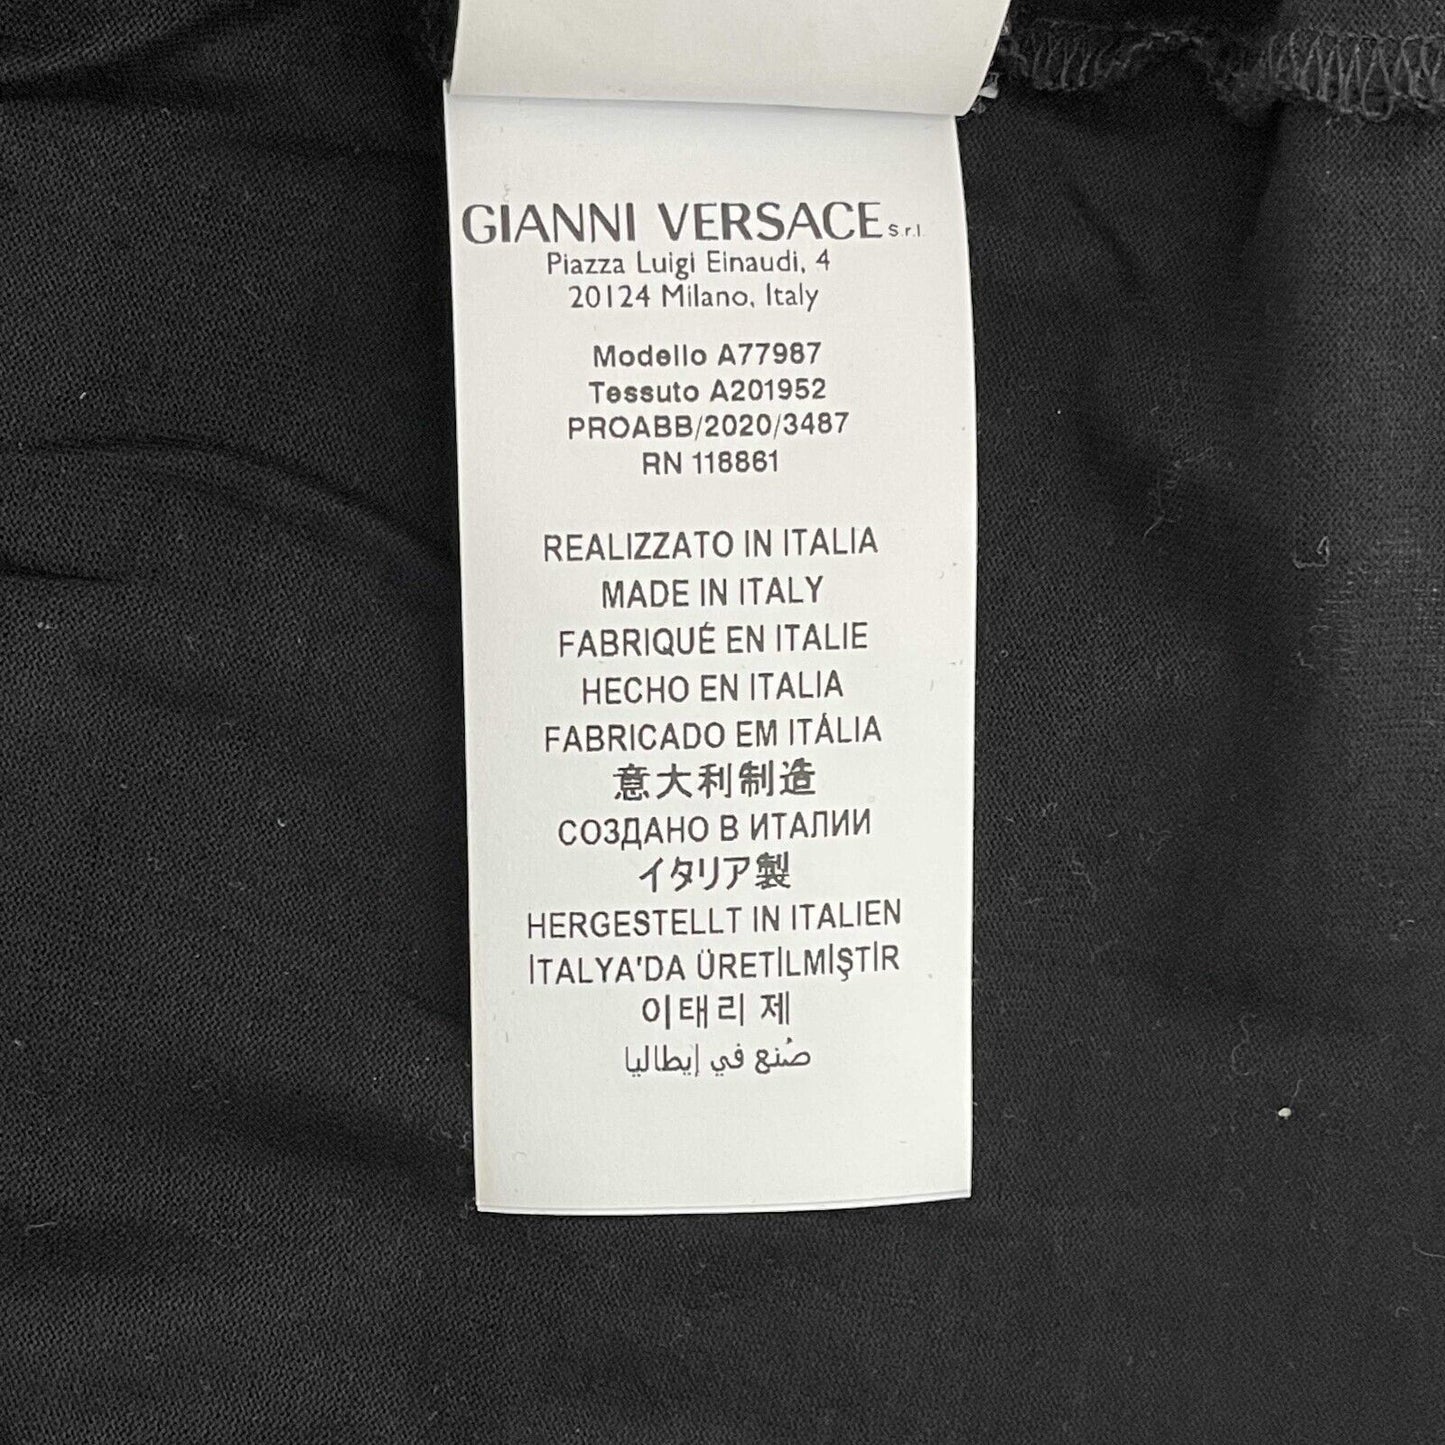 GIANNI VERSACE S.r.l.
Piazza Luigi Einaudi, 4
20124 Milano, Italy
Modello A77987
Tessuto A201952
PROABB/2020/3487
RN 118861
REALIZZATO IN ITALIA
MADE IN ITALY
FABRIQUÉ EN ITALIE
HECHO EN ITALIA
FABRICADO EM ITÁLIA
意大利制造
СОЗДАНО В ИТАЛИИ
イタリア製
HERGESTELLT IN ITALIEN
İTALYA'DA ÜRETİLMİŞTİR
이태리 제
صُنع في إيطاليا